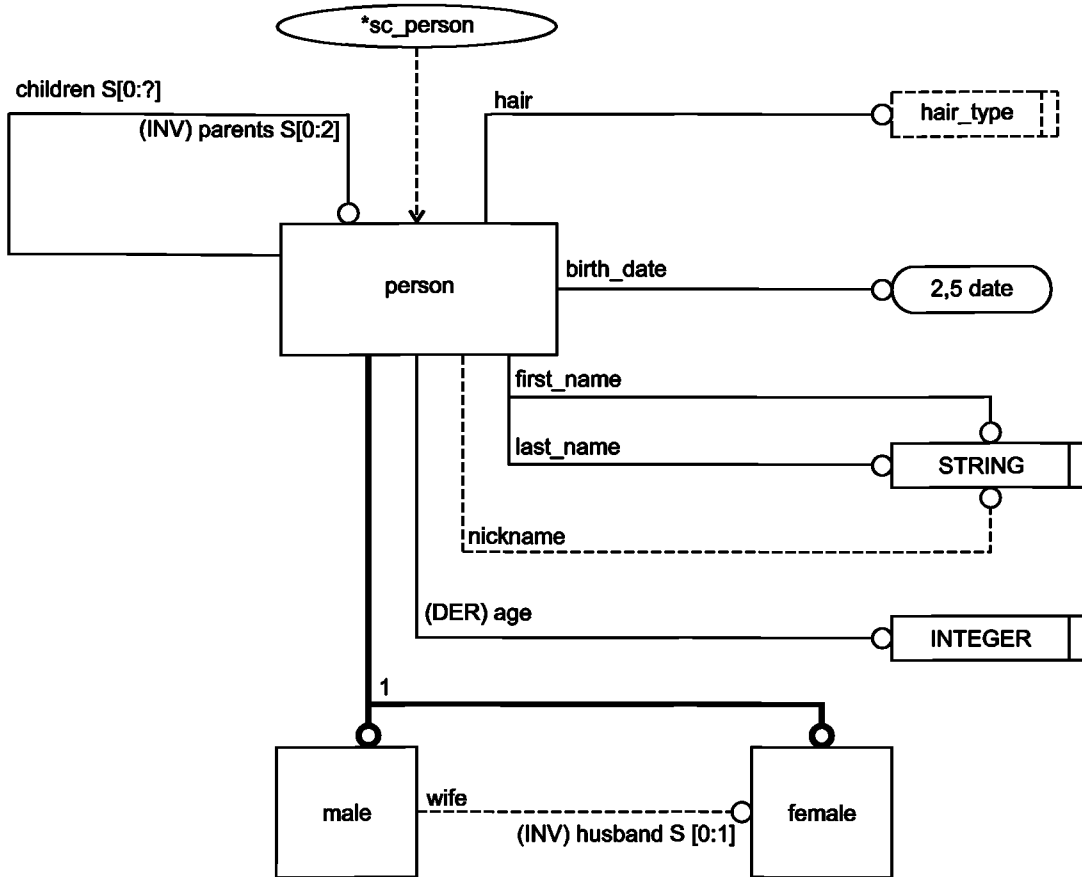 *sc_person
children S[0:?]
(INV) parents S[0:2]
hair
hair_type
person
birth_date
2,5 date
first_name
last_name
STRING
nickname
(DER) age
INTEGER
1
male
wife
(INV) husband S [0:1]
female